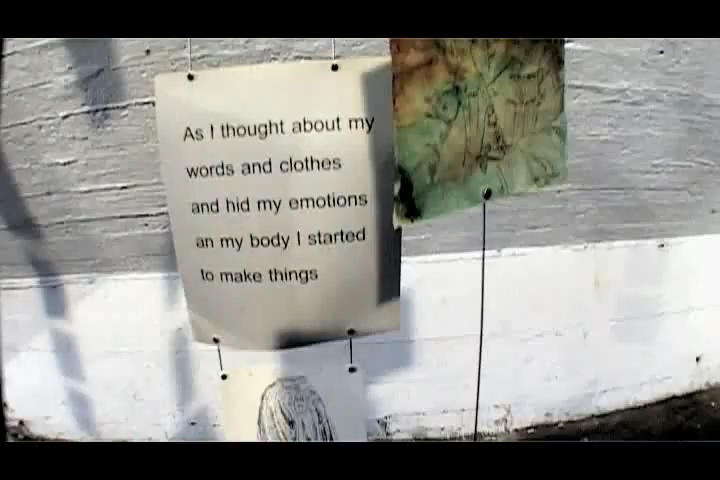 As I thought about my
words and clothes
and hid my emotions
an my body I started
to make things